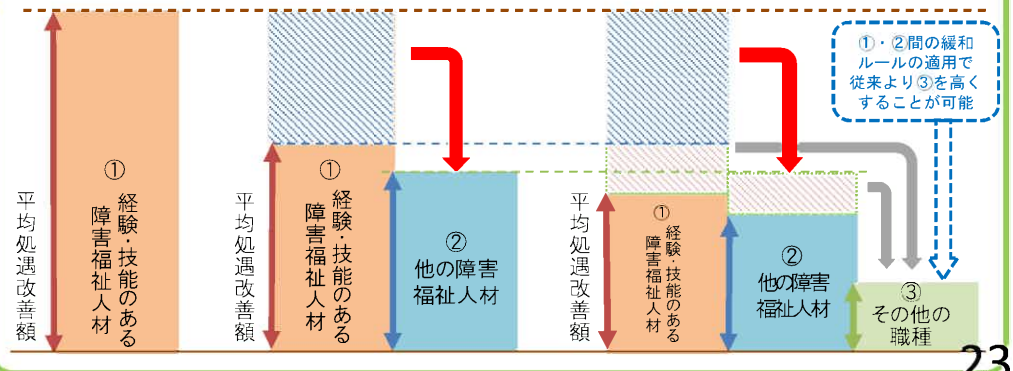 平均処遇改善額
①
経験・技能のある
障害福祉人材
平均処遇改善額
①
経験・技能のある
障害福祉人材
②
他の障害
福祉人材
平均処遇改善額
①
経験・技能のある
障害福祉人材
②
他の障害
福祉人材
③
その他の
職種
①・②間の緩和
ルールの適用で
従来より③を高く
することが可能
23